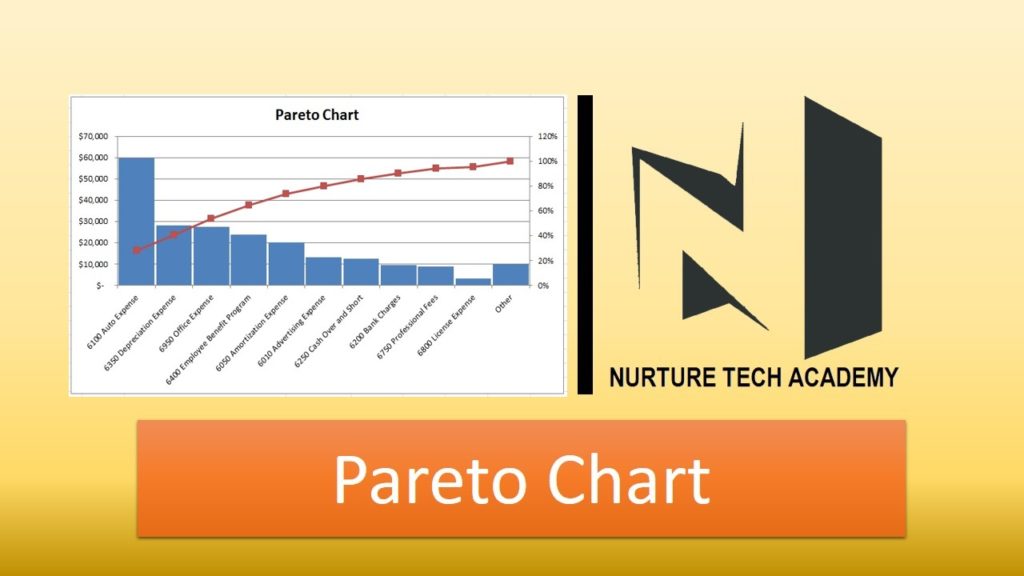 Pareto Chart
$70,000
$60,000
$50,000
$40,000
$30,000
$20,000
$10,000
$-
120%
100%
80%
60%
40%
20%
0%
6100 Auto Expense
6350 Depreciation Expense
6950 Office Expense
6400 Employee Benefit Program
6050 Amortization Expense
6010 Advertising Expense
6250 Cash Over and Short
6200 Bank Charges
6750 Professional Fees
6800 License Expense
Other
NURTURE TECH ACADEMY
Pareto Chart